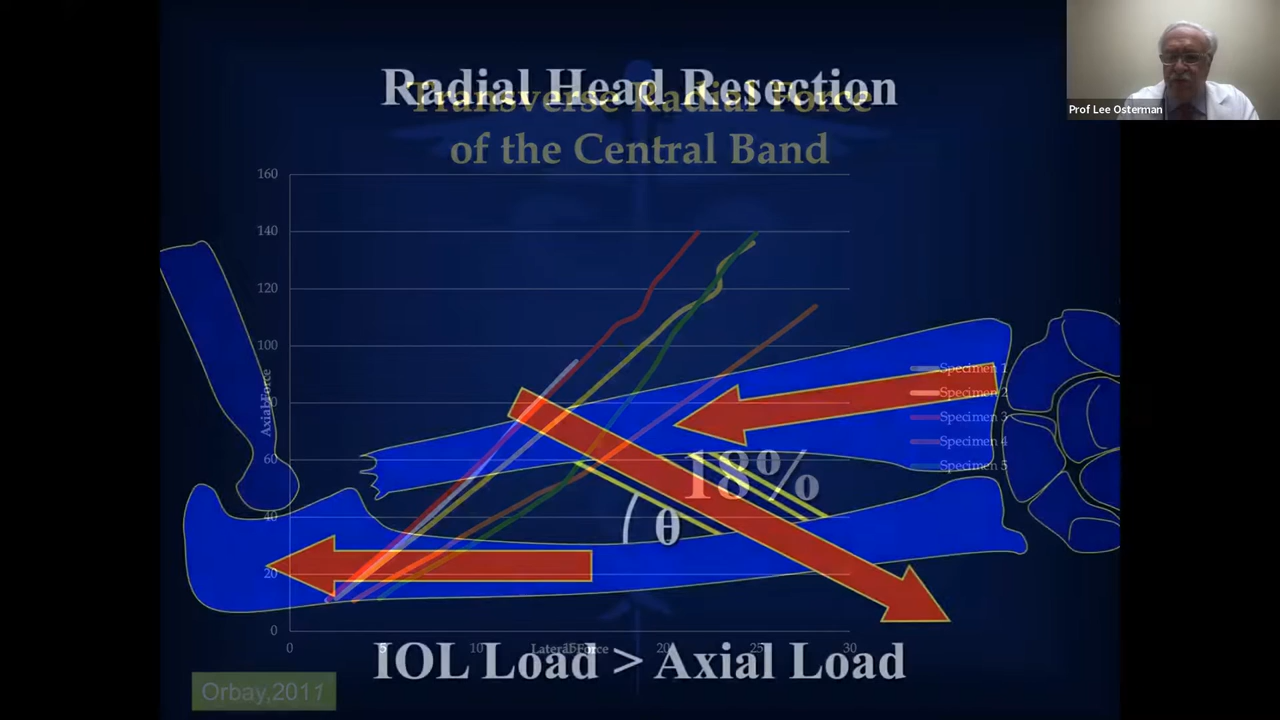 Radial Head Resection
Transverse Radial Force
of the Central Band
Prof Lee Osterman
160
140
120
100
80
60
40
20
0
Axial Force
0
5
10
15
20
25
30
Lateral Force
Specimen 1
Specimen 2
Specimen 3
Specimen 4
Specimen 5
18%
θ
IOL Load > Axial Load
Orbay,2011